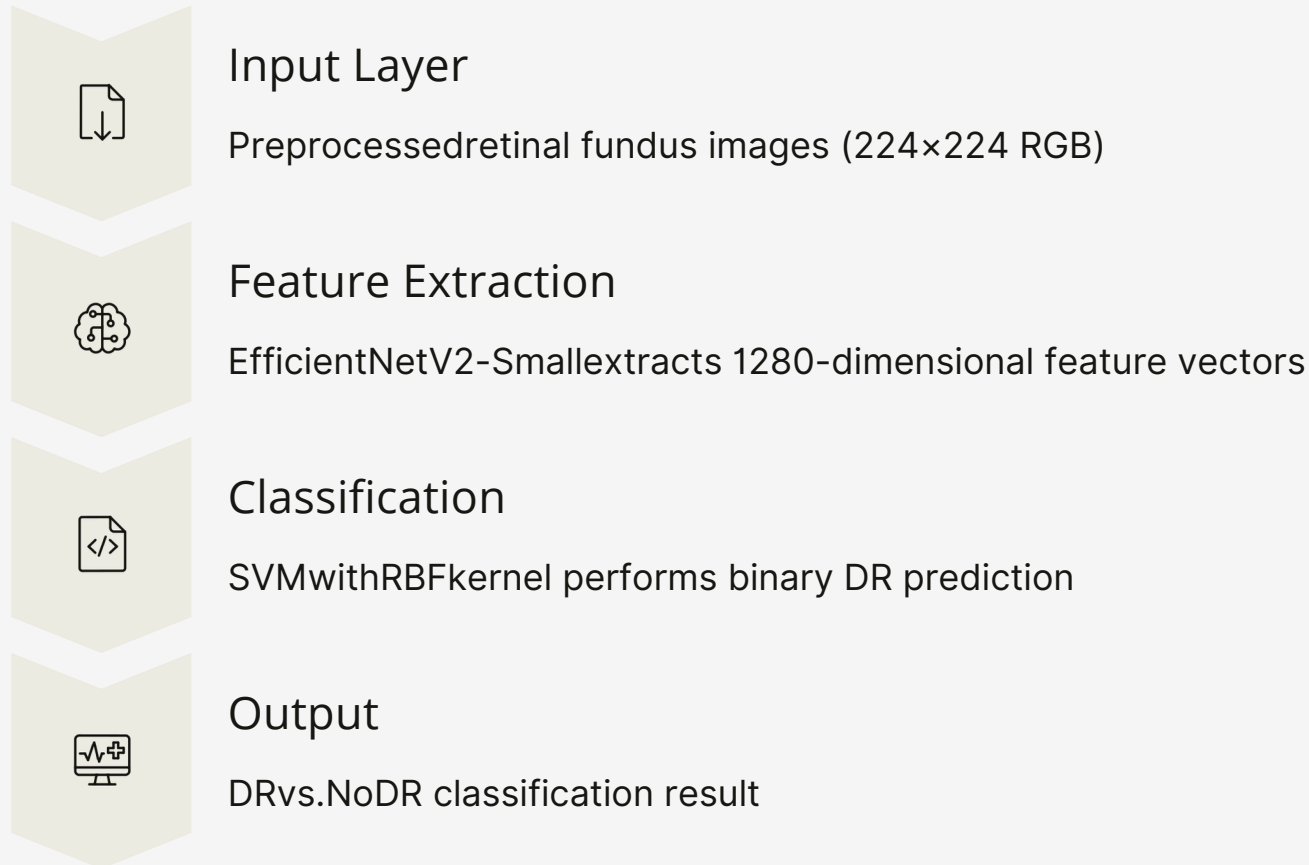 Input Layer
Preprocessedretinal fundus images (224×224 RGB)
Feature Extraction
EfficientNetV2-Smallextracts 1280-dimensional feature vectors
Classification
</>
SVMwithRBFkernel performs binary DR prediction
Output
DRvs.NoDR classification result